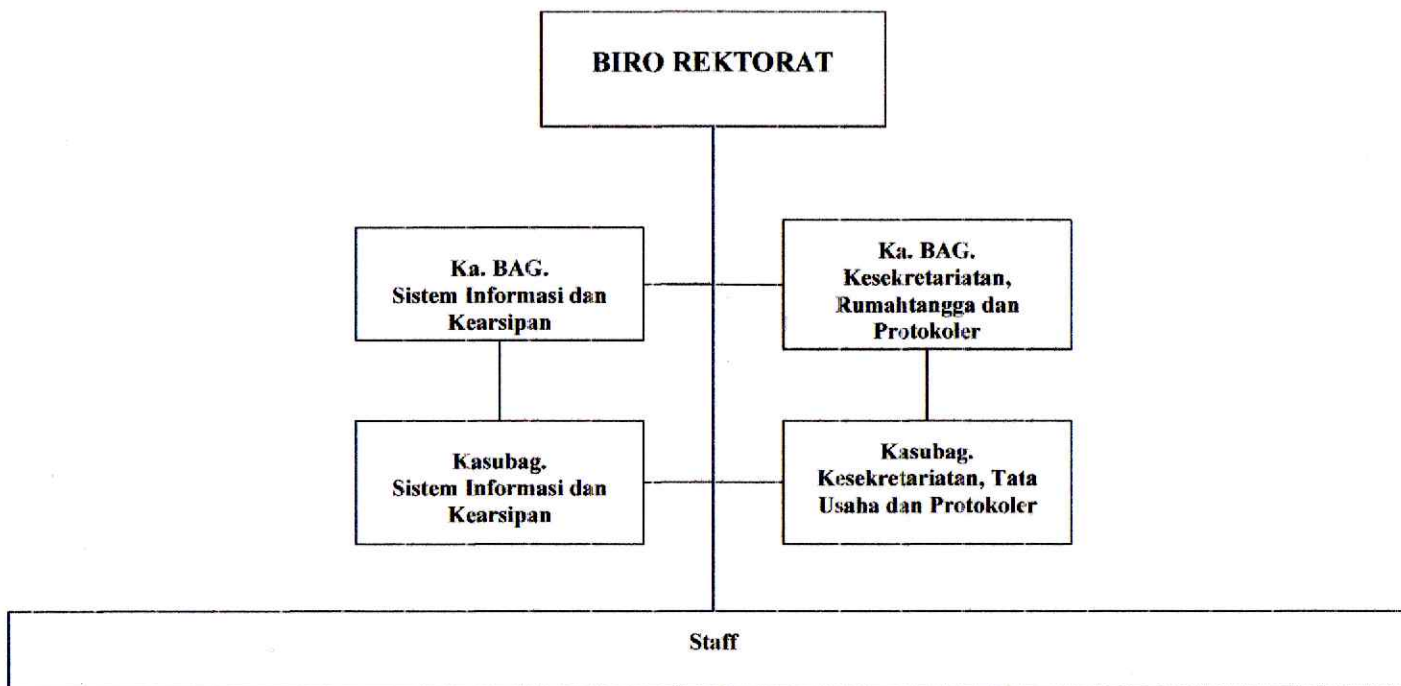 BIRO REKTORAT
Ka. BAG.
Sistem Informasi dan
Kearsipan
Ka. BAG.
Kesekretariatan,
Rumahtangga dan
Protokoler
Kasubag.
Sistem Informasi dan
Kearsipan
Kasubag.
Kesekretariatan, Tata
Usaha dan Protokoler
Staff